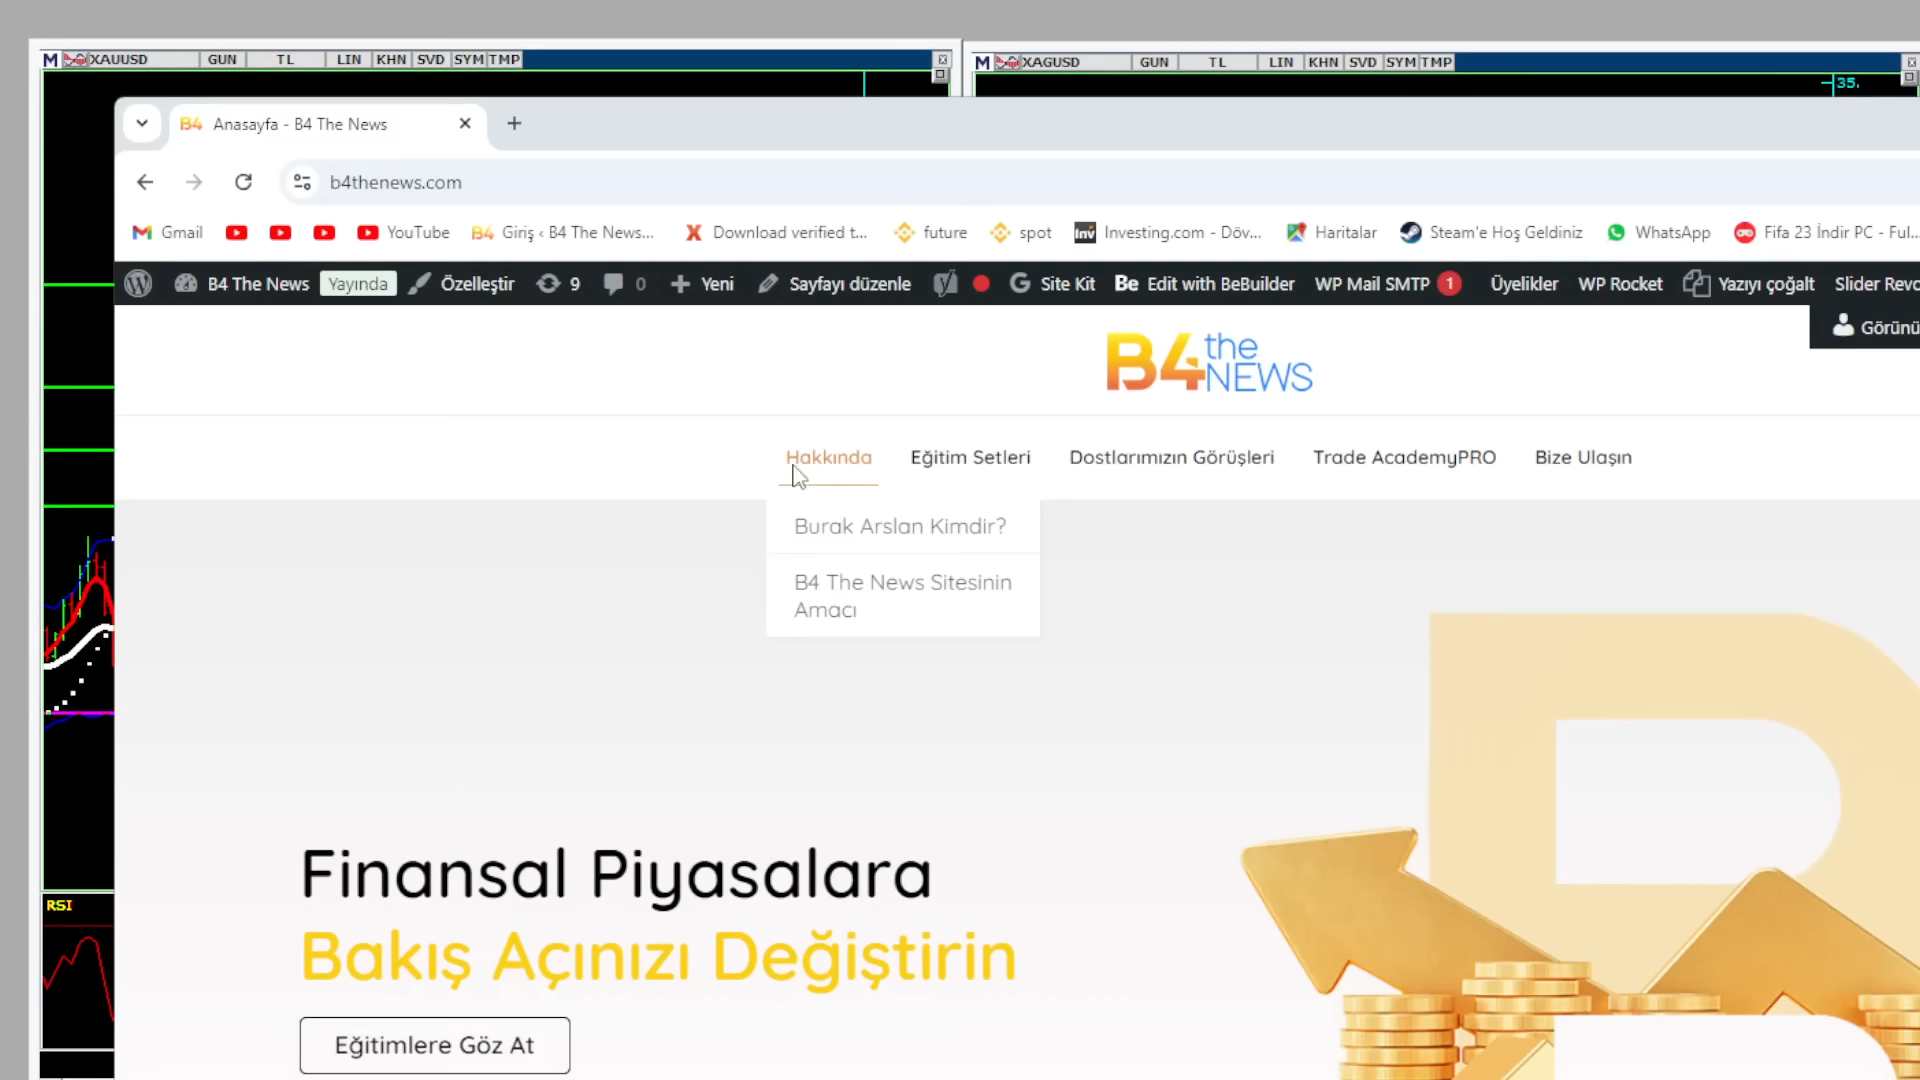 M XAUUSD GUN TL LIN KHN SVD SYM TMP
M XAGUSD GUN TL LIN KHN SVD SYM TMP
35.
B4 Anasayfa - B4 The News
b4thenews.com
Gmail YouTube B4 Giriş ‹ B4 The News... Download verified t... future spot Inv Investing.com - Döv... Haritalar Steam'e Hoş Geldiniz WhatsApp Fifa 23 İndir PC - Ful...
B4 The News Yayında Özelleştir 9 0 Yeni Sayfayı düzenle Site Kit Be Edit with BeBuilder WP Mail SMTP 1 Üyelikler WP Rocket Yazıyı çoğalt Slider Revo
Görünü
B4 the NEWS
Hakkında Eğitim Setleri Dostlarımızın Görüşleri Trade AcademyPRO Bize Ulaşın
Burak Arslan Kimdir?
B4 The News Sitesinin
Amacı
Finansal Piyasalara
Bakış Açınızı Değiştirin
Eğitimlere Göz At
RSI